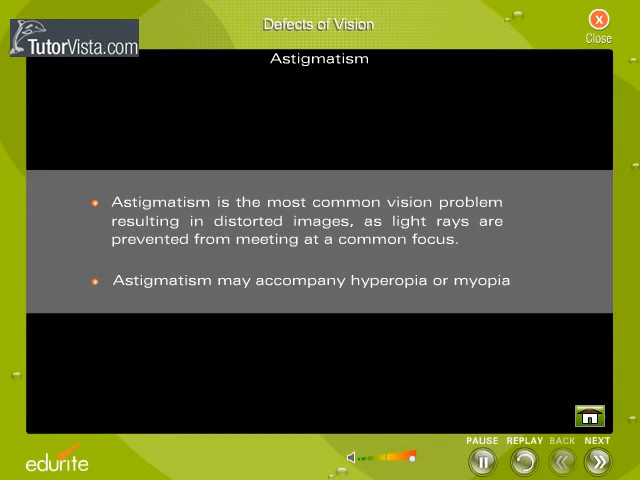 Defects of Vision
X
Close
TutorVista.com
Astigmatism
Astigmatism is the most common vision problem
resulting in distorted images, as light rays are
prevented from meeting at a common focus.
Astigmatism may accompany hyperopia or myopia
PAUSE REPLAY BACK NEXT
edurite